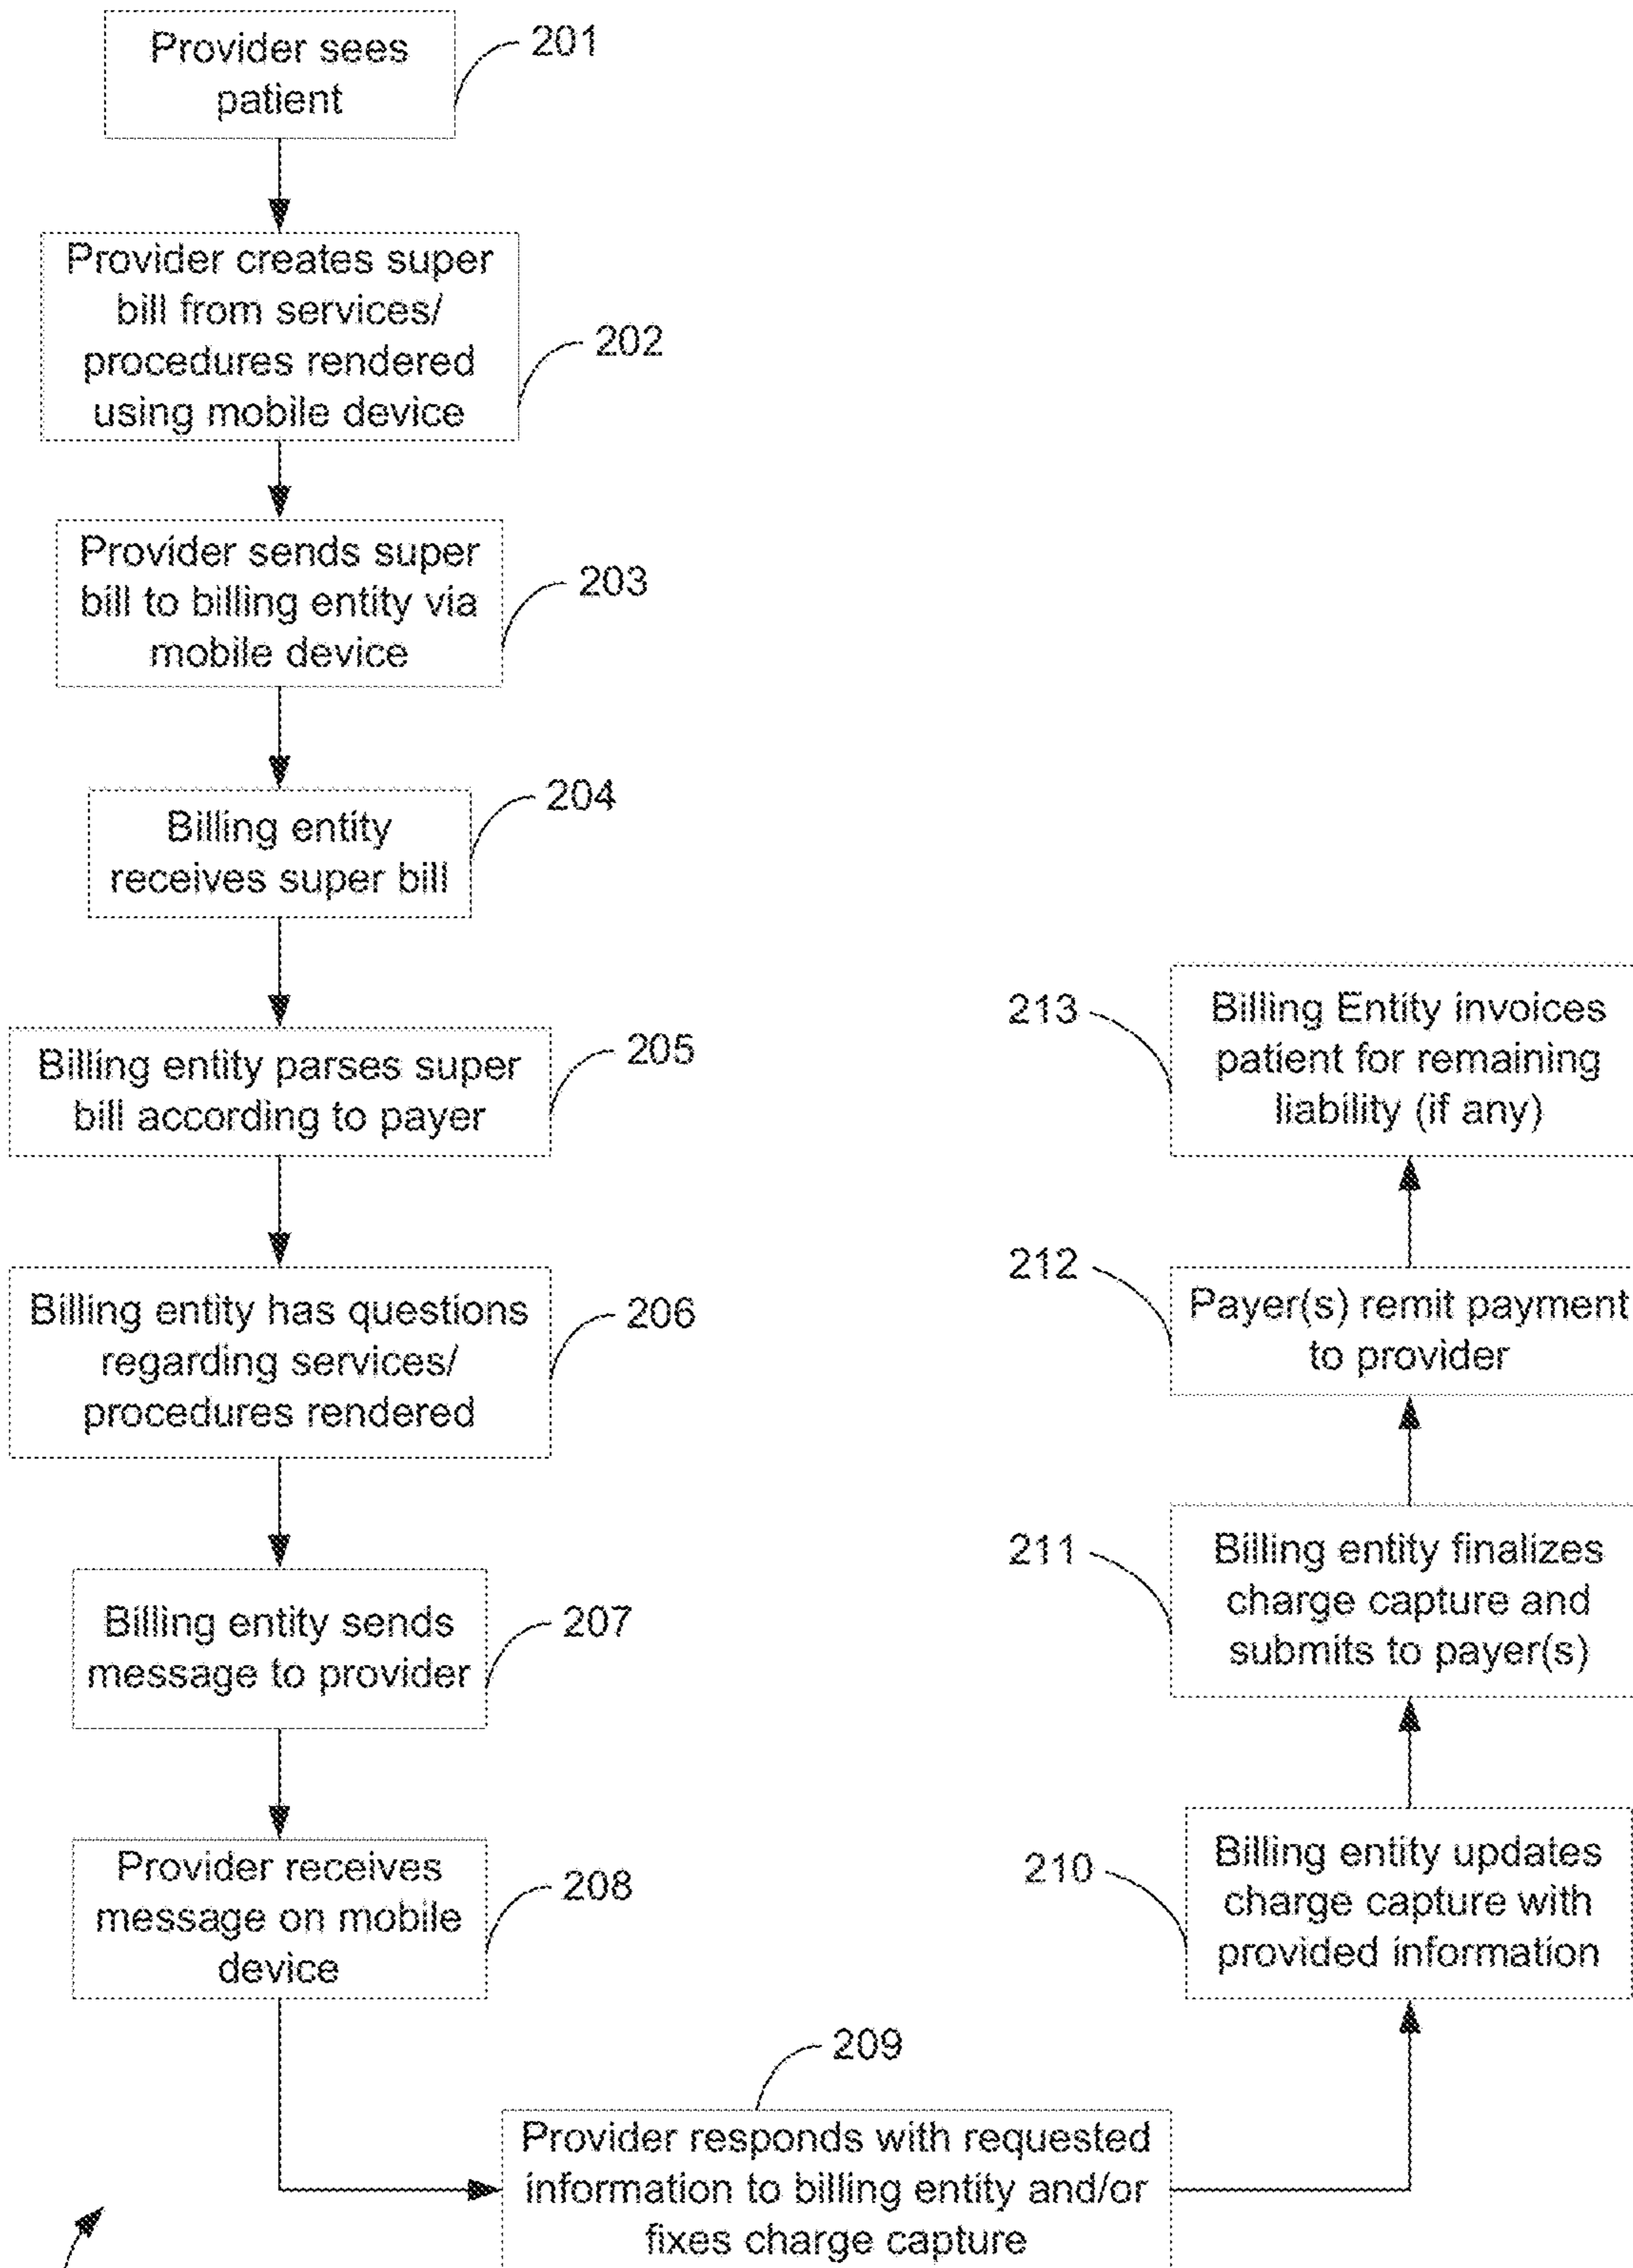 Provider sees
patient
201
Provider creates super
bill from services/
procedures rendered
using mobile device
202
Provider sends super
bill to billing entity via
mobile device
203
Billing entity
receives super bill
204
Billing entity parses super
bill according to payer
205
Billing entity has questions
regarding services/
procedures rendered
206
Billing entity sends
message to provider
207
Provider receives
message on mobile
device
208
Provider responds with requested
information to billing entity and/or
fixes charge capture
209
Billing entity updates
charge capture with
provided information
210
Billing entity finalizes
charge capture and
submits to payer(s)
211
Payer(s) remit payment
to provider
212
Billing Entity invoices
patient for remaining
liability (if any)
213